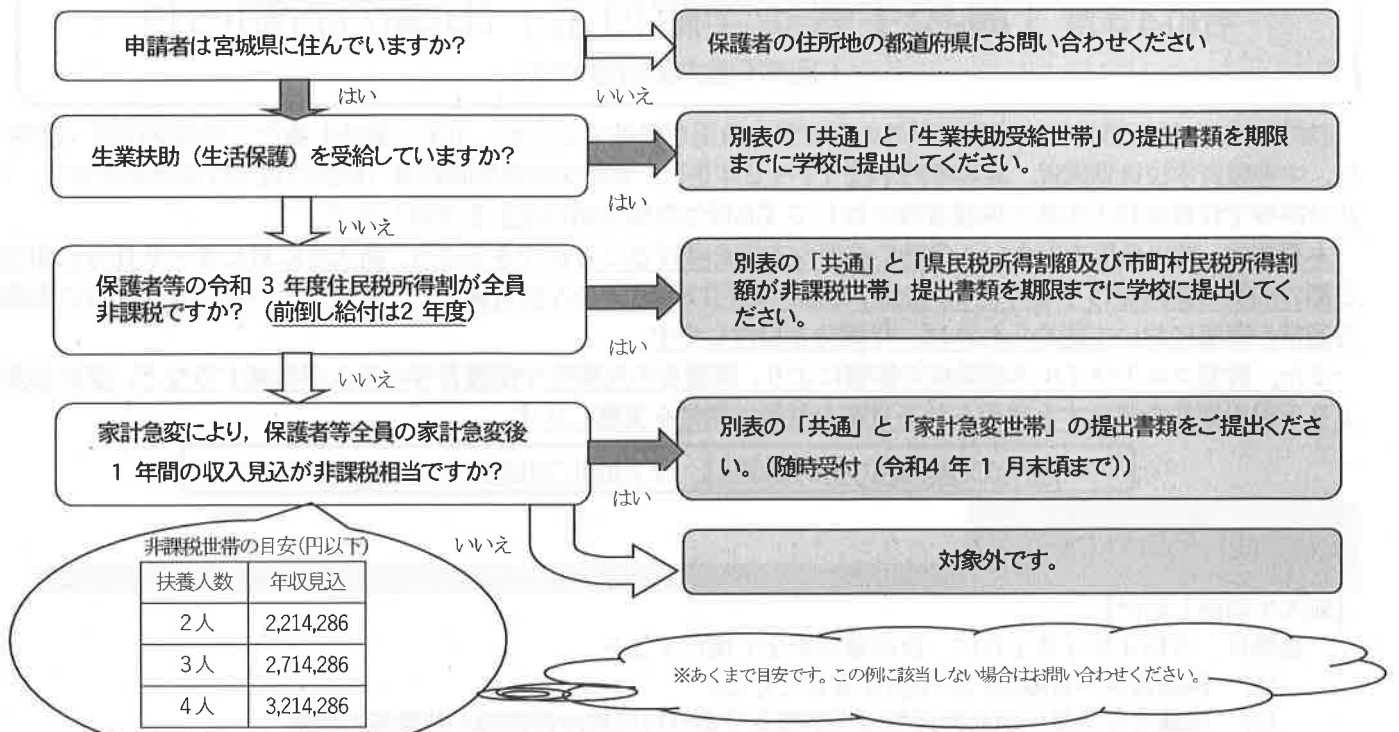 申請者は宮城県に住んでいますか?
保護者の住所地の都道府県にお問い合わせください
はい
いいえ
生業扶助（生活保護）を受給していますか?
別表の「共通」と「生業扶助受給世帯」の提出書類を期限
までに学校に提出してください。
はい
いいえ
保護者等の令和 3 年度住民税所得割が全員
非課税ですか?（前倒し給付は2 年度）
別表の「共通」と「県民税所得割額及び市町村民税所得割
額が非課税世帯」提出書類を期限までに学校に提出してく
ださい。
はい
いいえ
家計急変により，保護者等全員の家計急変後
1 年間の収入見込が非課税相当ですか?
別表の「共通」と「家計急変世帯」の提出書類をご提出くださ
い。（随時受付（令和4 年 1 月末頃まで））
はい
いいえ
対象外です。
非課税世帯の目安(円以下)
扶養人数 年収見込
2人 2,214,286
3人 2,714,286
4人 3,214,286
※あくまで目安です。この例に該当しない場合はお問い合わせください。